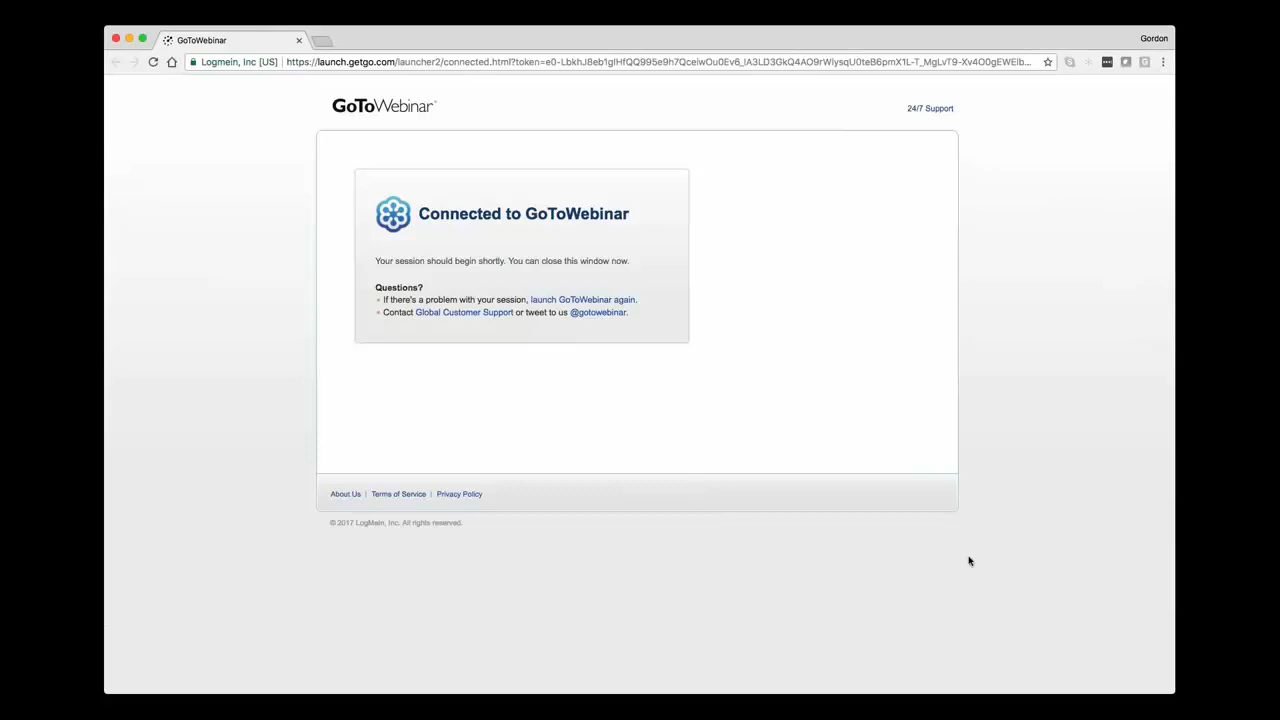 GoToWebinar
Gordon
Logmein, Inc [US]
24/7 Support
GoToWebinar
Connected to GoToWebinar
Your session should begin shortly. You can close this window now.
Questions?
If there's a problem with your session, launch GoToWebinar again.
Contact Global Customer Support or tweet to us @gotowebinar.
About Us | Terms of Service | Privacy Policy
© 2017 LogMeIn, Inc. All rights reserved.